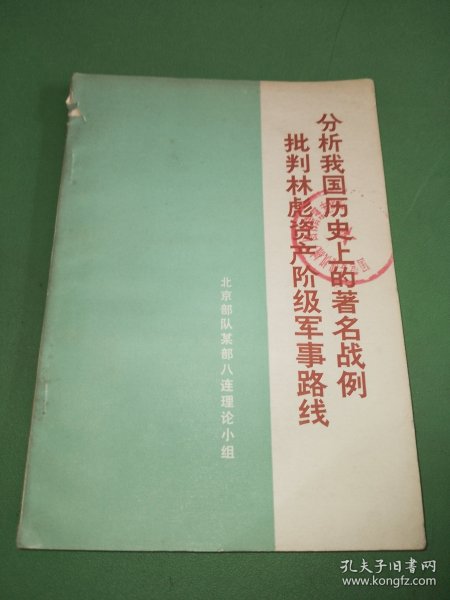 分析我国历史上的著名战例
批判林彪资产阶级军事路线
北京部队某部八连理论小组
孔夫子旧书网
www.kongfz.com